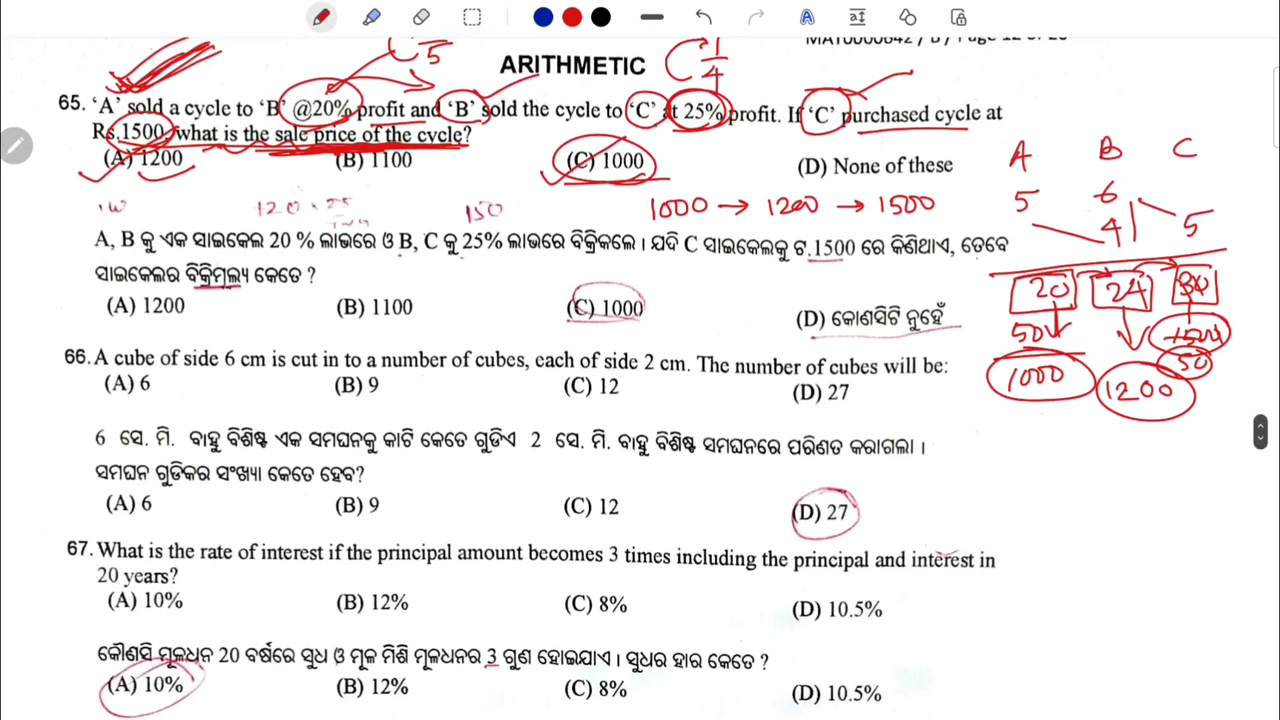 ARITHMETIC
5
1
4
65. ‘A’ sold a cycle to ‘B’ @20% profit and ‘B’ sold the cycle to ‘C’ at 25% profit. If ‘C’ purchased cycle at
Rs.1500, what is the sale price of the cycle?
(A) 1200 (B) 1100 (C) 1000 (D) None of these
A B C
5 6
4 5
150 1000 → 1200 → 1500
A, B କୁ ଏକ ସାଇକେଲ 20 % ଲାଭରେ ଓ B, C କୁ 25% ଲାଭରେ ବିକ୍ରିକଲେ । ଯଦି C ସାଇକେଲକୁ ଟ.1500 ରେ କିଣିଥାଏ, ତେବେ
ସାଇକେଲର ବିକ୍ରିମୂଲ୍ୟ କେତେ ?
20 24 30
(A) 1200 (B) 1100 (C) 1000 (D) କୋଣସିଟି ନୁହେଁ
50 1500
50
1000 1200
66. A cube of side 6 cm is cut in to a number of cubes, each of side 2 cm. The number of cubes will be:
(A) 6 (B) 9 (C) 12 (D) 27
6 ସେ. ମି. ବାହୁ ବିଶିଷ୍ଟ ଏକ ସମଘନକୁ କାଟି କେତେ ଗୁଡିଏ 2 ସେ. ମି. ବାହୁ ବିଶିଷ୍ଟ ସମଘନରେ ପରିଣତ କରାଗଲା ।
ସମଘନ ଗୁଡିକର ସଂଖ୍ୟା କେତେ ହେବ?
(A) 6 (B) 9 (C) 12 (D) 27
67. What is the rate of interest if the principal amount becomes 3 times including the principal and interest in
20 years?
(A) 10% (B) 12% (C) 8% (D) 10.5%
କୌଣସି ମୂଳଧନ 20 ବର୍ଷରେ ସୁଧ ଓ ମୂଳ ମିଶି ମୂଳଧନର 3 ଗୁଣ ହୋଇଯାଏ । ସୁଧର ହାର କେତେ ?
(A) 10% (B) 12% (C) 8% (D) 10.5%